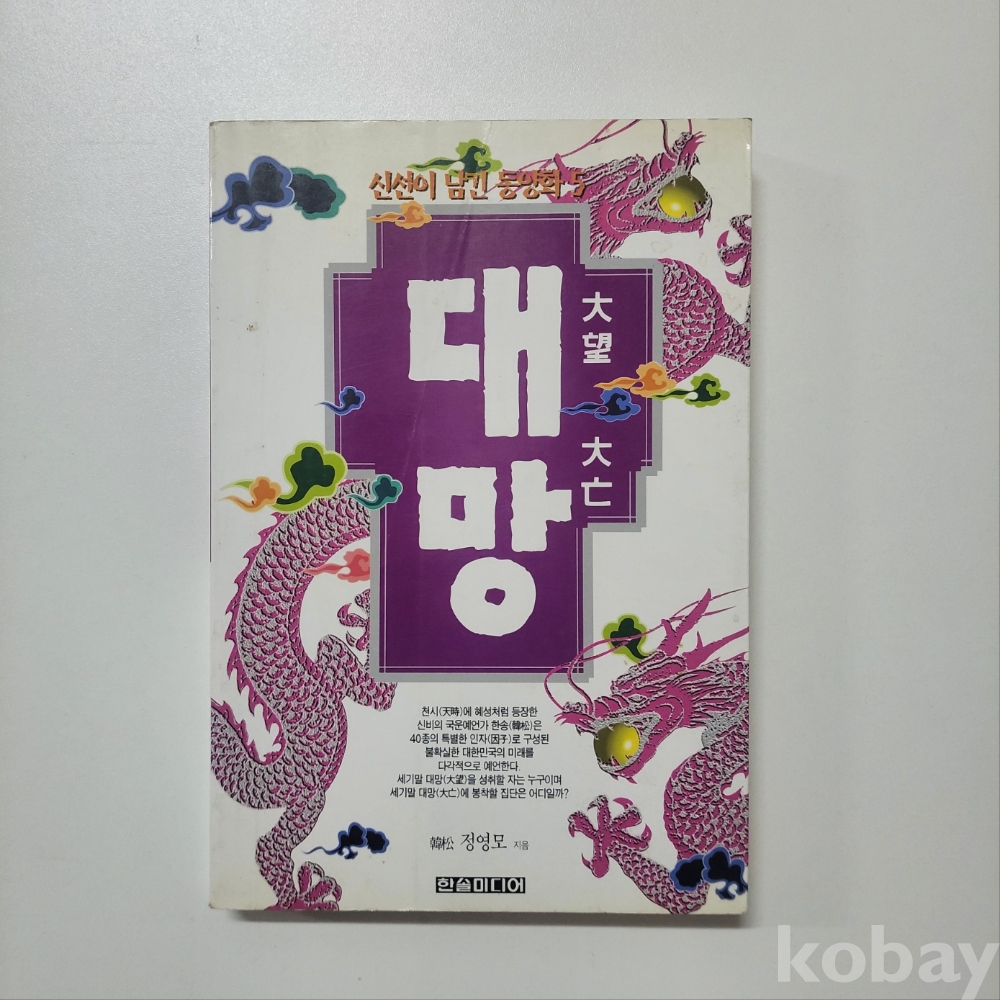 신선이 남긴 동양화 5
대망
大望
大亡
천시(天時)에 혜성처럼 등장한
신비의 국운예언가 한송(韓松)은
40종의 특별한 인자(因子)로 구성된
불확실한 대한민국의 미래를
다각적으로 예언한다.
세기말 대망(大望)을 성취할 자는 누구이며
세기말 대망(大亡)에 봉착할 집단은 어디일까?
韓松 정영모 지음
한솔미디어
kobay